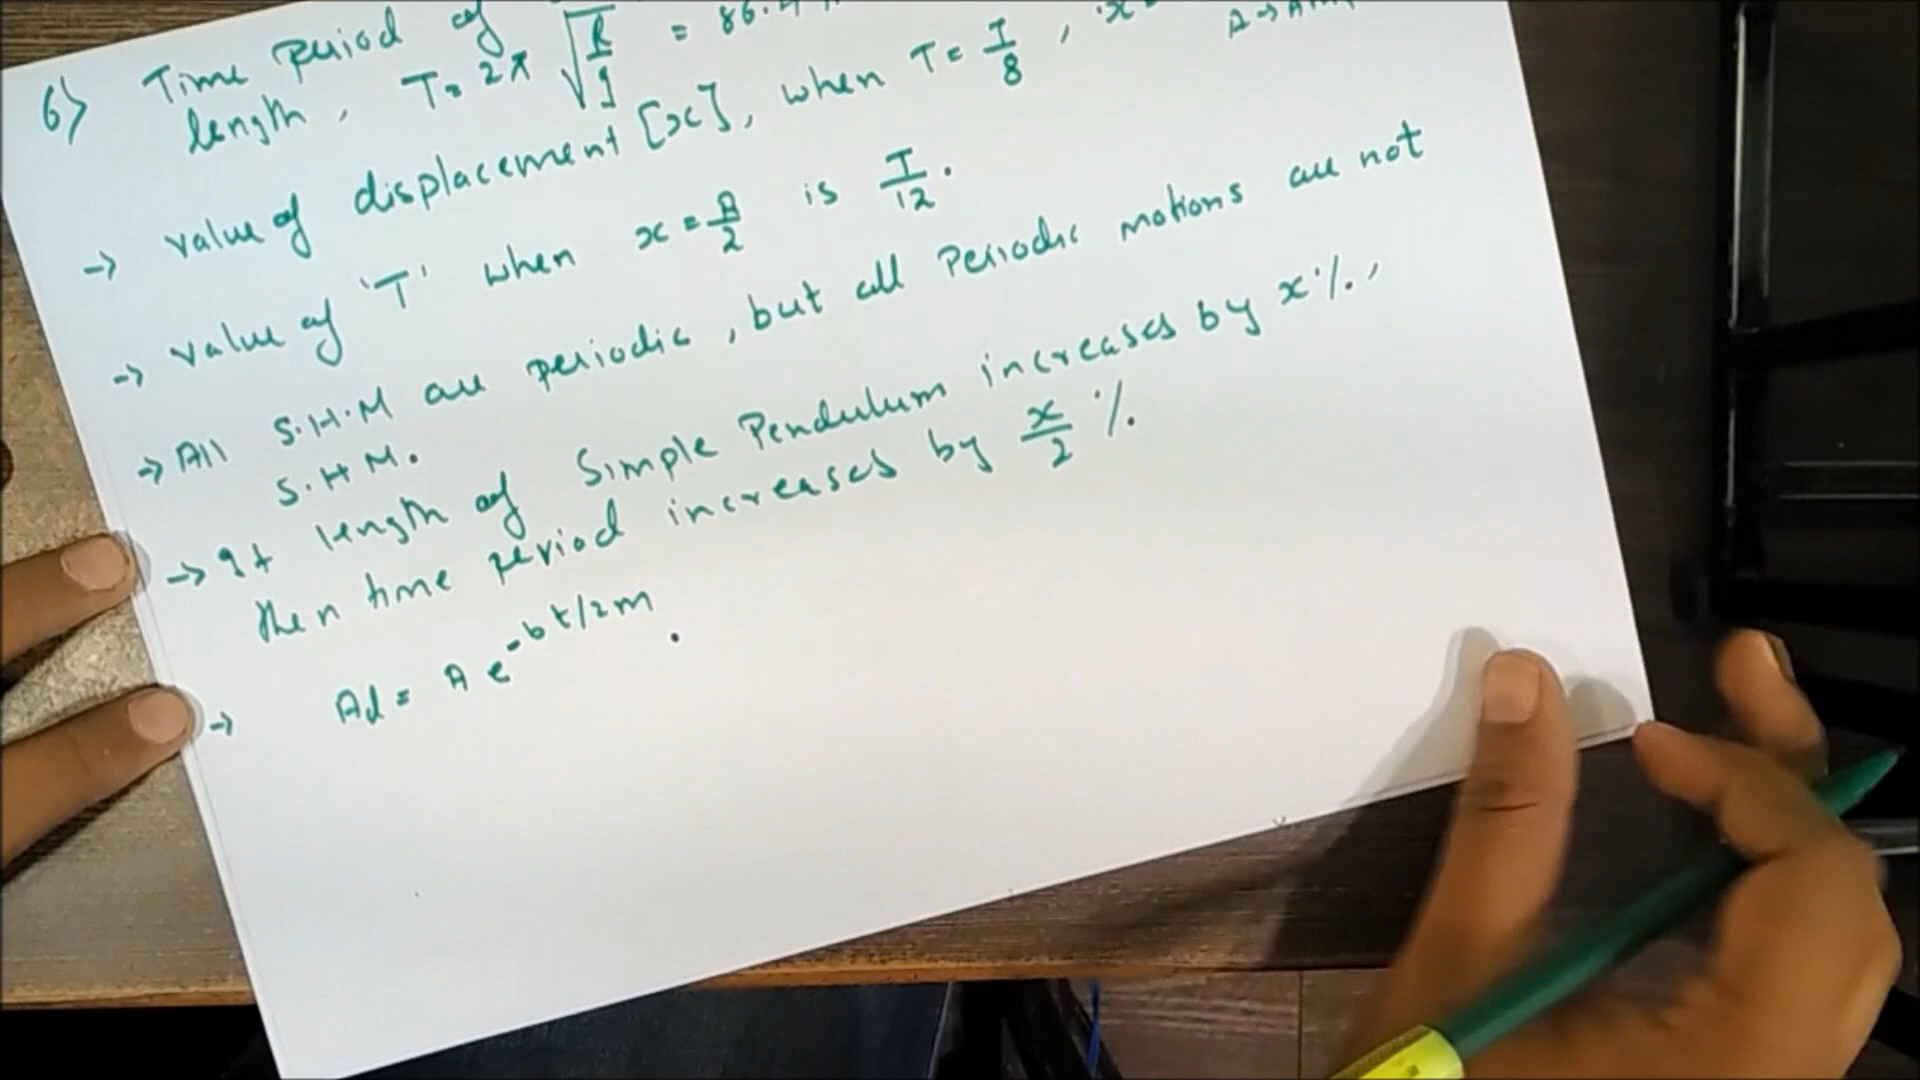 6) Time period of
length, T= 2π √R/g = 86.4
→ value of displacement [x], when T= T/8, x=
A→
→ value of 'T' when x=A/2 is T/12.
→ All S.H.M are periodic, but all Periodic motions are not
S.H.M.
→ If length of Simple Pendulum increases by x%,
then time period increases by x/2 %.
→ Ad = A e^-bt/2m.